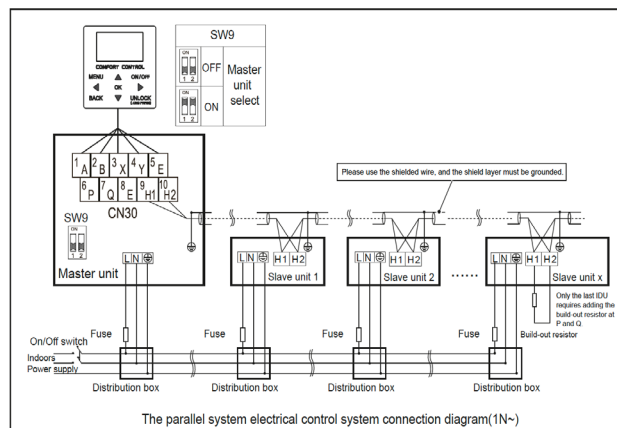 SW9
ON
1 2
OFF
ON
1 2
ON
Master
unit
select
COMFORT CONTROL
MENU
ON/OFF
OK
BACK
UNLOCK
1 A
2 B
3 X
4 Y
5 E
6 P
7 Q
8 E
9 H1
10 H2
CN30
SW9
ON
1 2
Master unit
L N
Please use the shielded wire, and the shield layer must be grounded.
L N
H1 H2
Slave unit 1
L N
H1 H2
Slave unit 2
......
L N
H1 H2
Slave unit x
Only the last IDU
requires adding the
build-out resistor at
P and Q
Build-out resistor
On/Off switch
Indoors
Power supply
Fuse
Fuse
Fuse
Fuse
Distribution box
Distribution box
Distribution box
Distribution box
The parallel system electrical control system connection diagram(1N~)